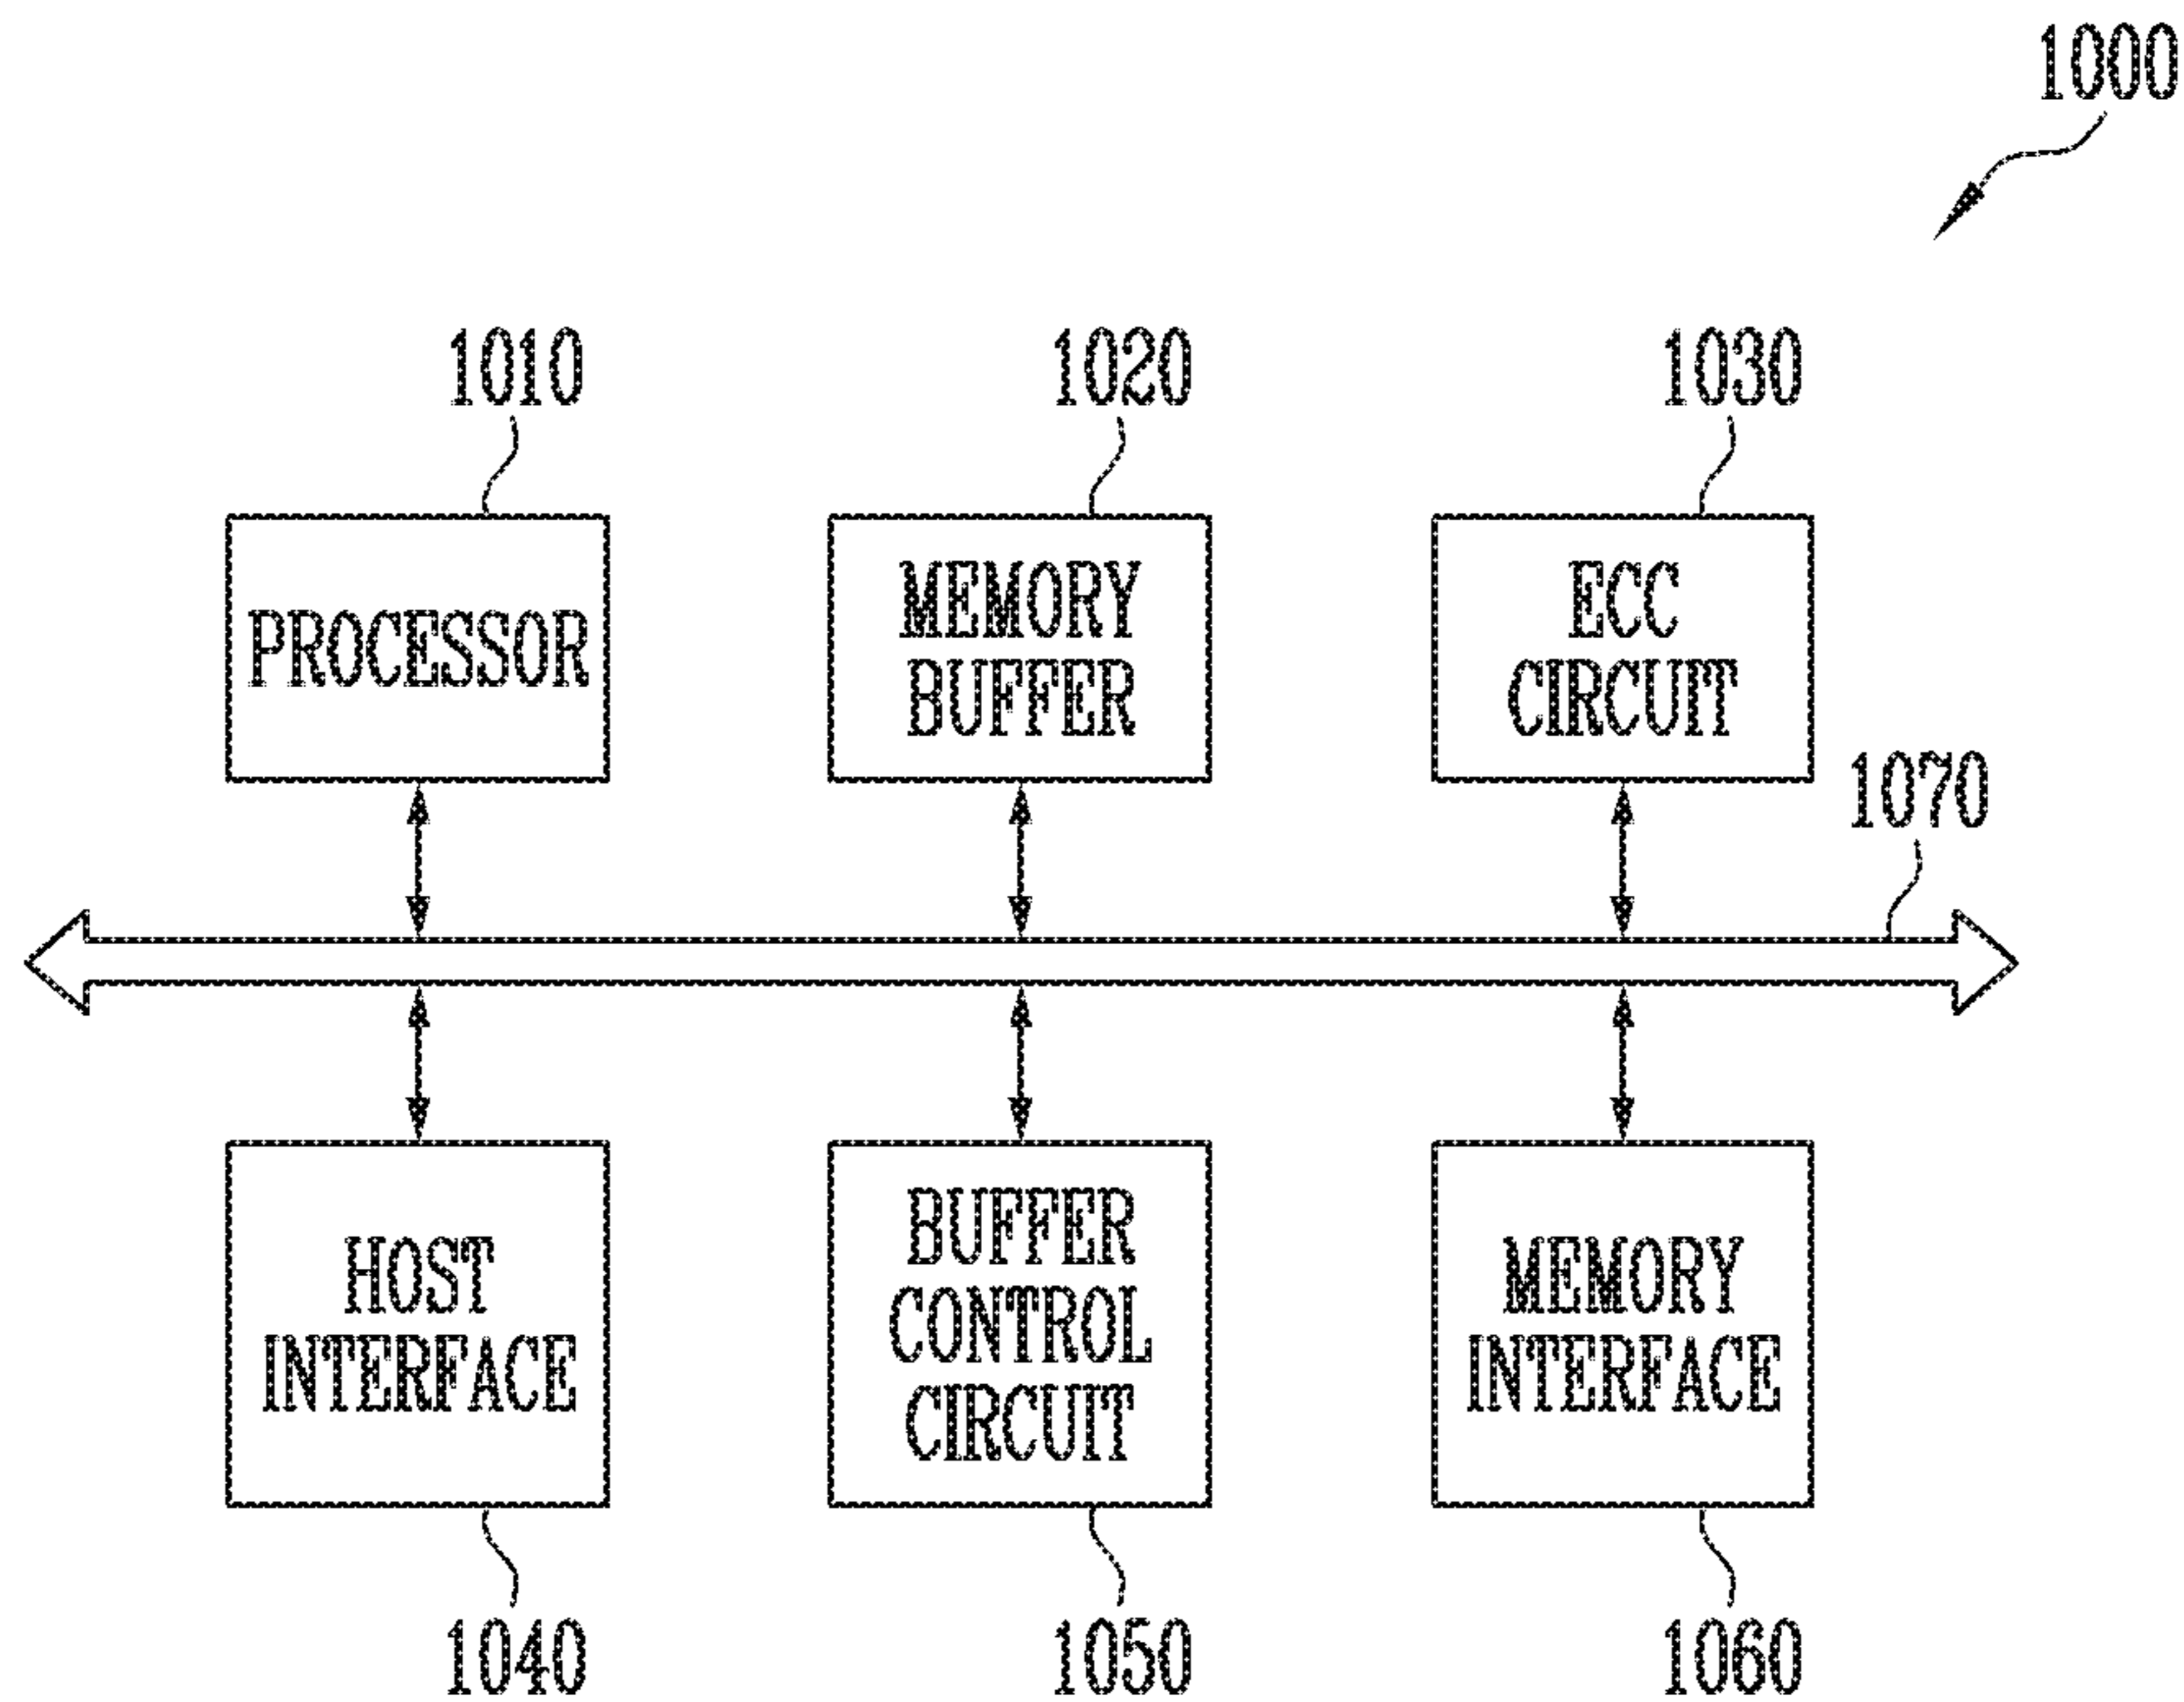 1000
1010
1020
1030
PROCESSOR
MEMORY
BUFFER
ECC
CIRCUIT
1070
HOST
INTERFACE
BUFFER
CONTROL
CIRCUIT
MEMORY
INTERFACE
1040
1050
1060